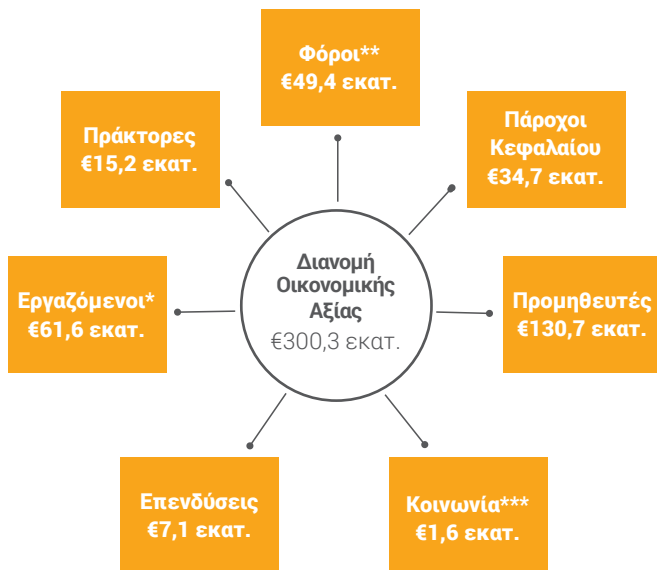 Φόροι**
€49,4 εκατ.
Πράκτορες
€15,2 εκατ.
Πάροχοι
Κεφαλαίου
€34,7 εκατ.
Διανομή
Οικονομικής
Αξίας
€300,3 εκατ.
Εργαζόμενοι*
€61,6 εκατ.
Προμηθευτές
€130,7 εκατ.
Επενδύσεις
€7,1 εκατ.
Κοινωνία***
€1,6 εκατ.